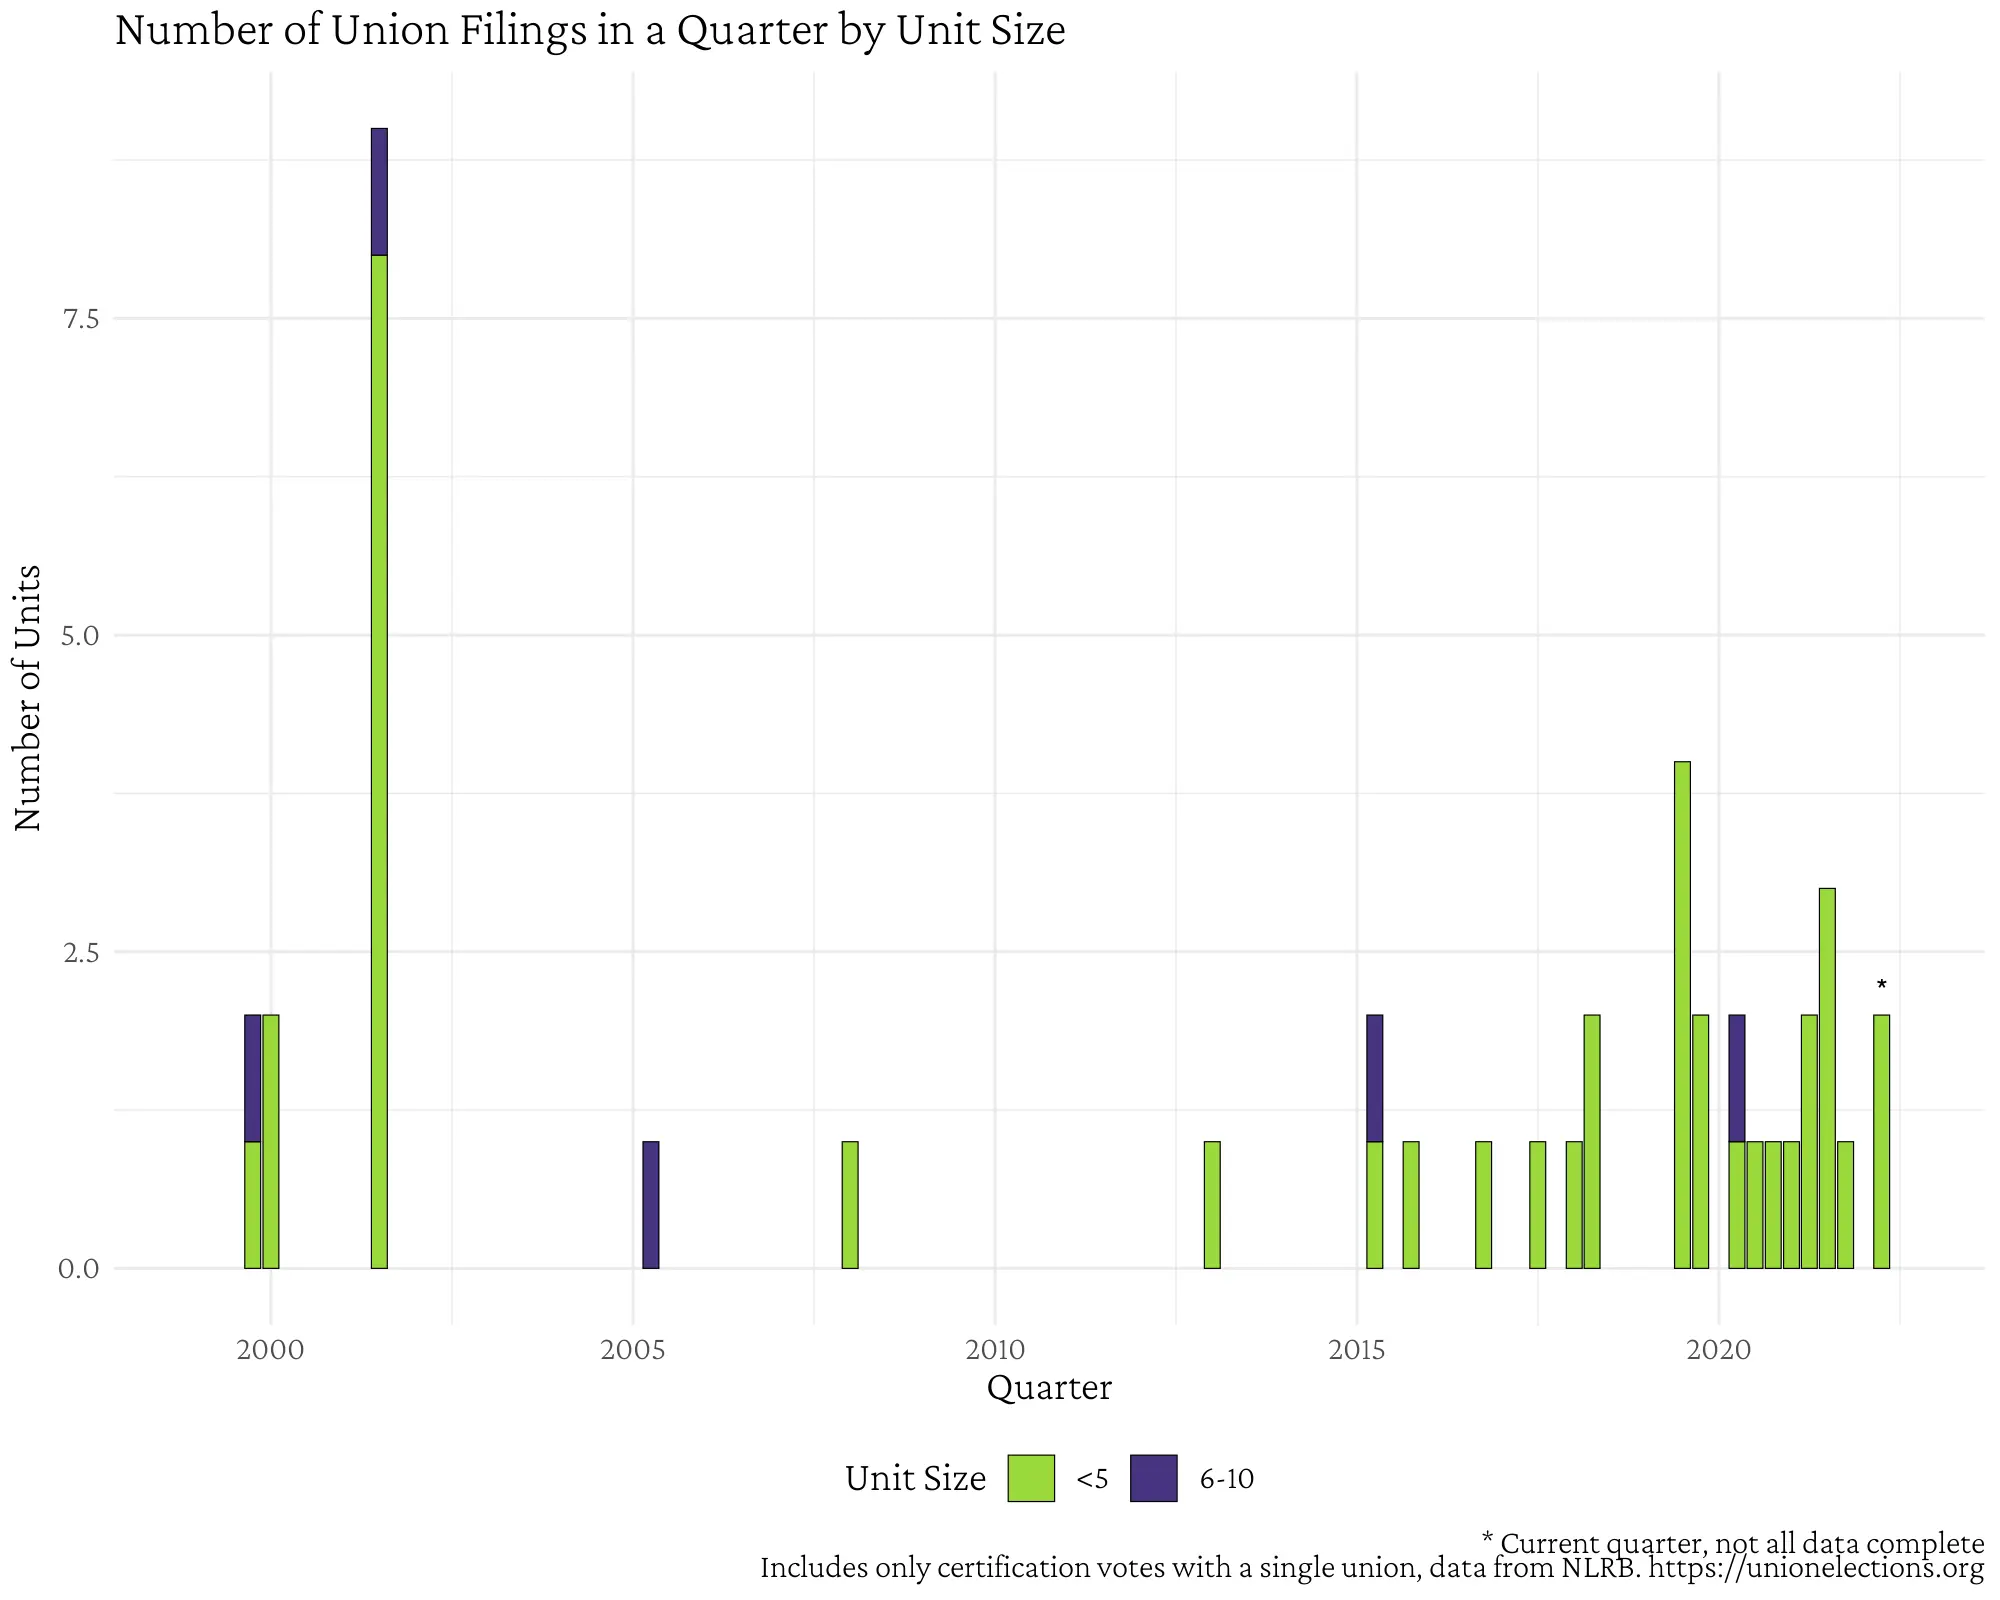 Number of Union Filings in a Quarter by Unit Size
Number of Units
7.5
5.0
2.5
0.0
*
2000 2005 2010 2015 2020
Quarter
Unit Size <5 6-10
* Current quarter, not all data complete
Includes only certification votes with a single union, data from NLRB. https://unionelections.org